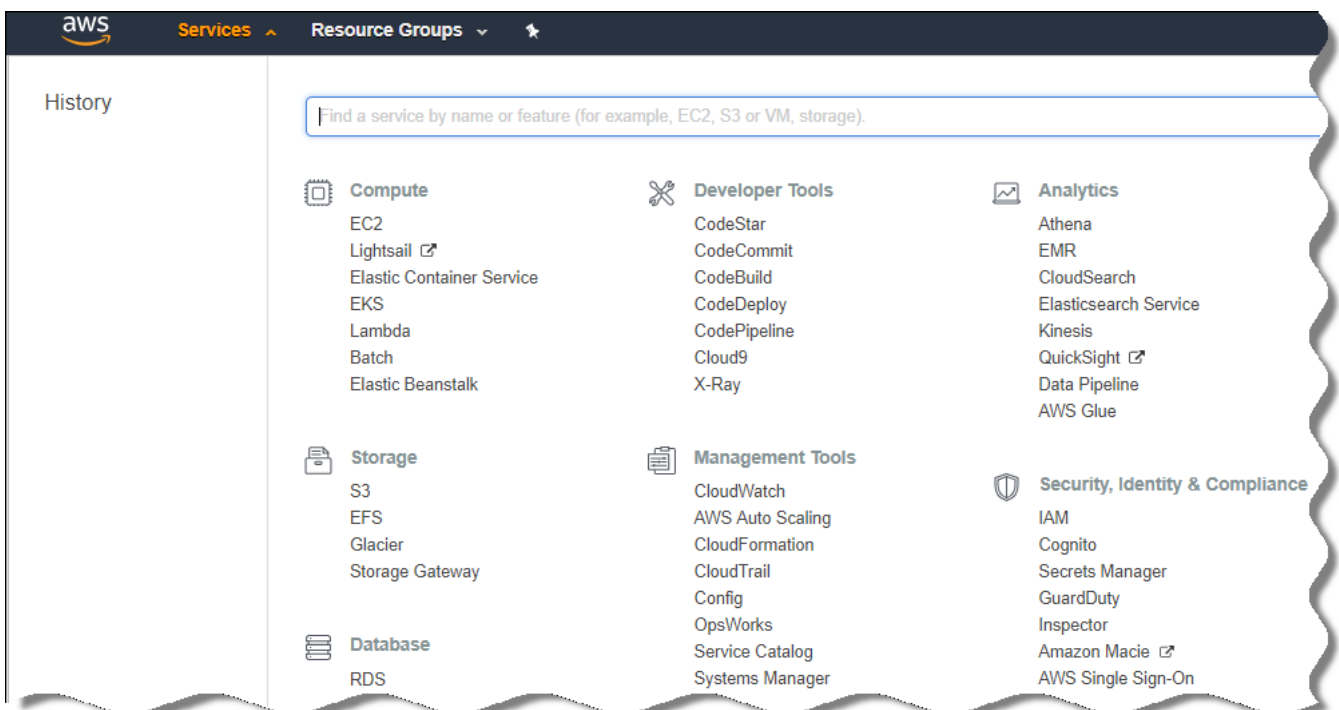 aws Services Resource Groups
History
Find a service by name or feature (for example, EC2, S3 or VM, storage).
Compute
EC2
Lightsail
Elastic Container Service
EKS
Lambda
Batch
Elastic Beanstalk
Storage
S3
EFS
Glacier
Storage Gateway
Database
RDS
Developer Tools
CodeStar
CodeCommit
CodeBuild
CodeDeploy
CodePipeline
Cloud9
X-Ray
Management Tools
CloudWatch
AWS Auto Scaling
CloudFormation
CloudTrail
Config
OpsWorks
Service Catalog
Systems Manager
Analytics
Athena
EMR
CloudSearch
Elasticsearch Service
Kinesis
QuickSight
Data Pipeline
AWS Glue
Security, Identity & Compliance
IAM
Cognito
Secrets Manager
GuardDuty
Inspector
Amazon Macie
AWS Single Sign-On